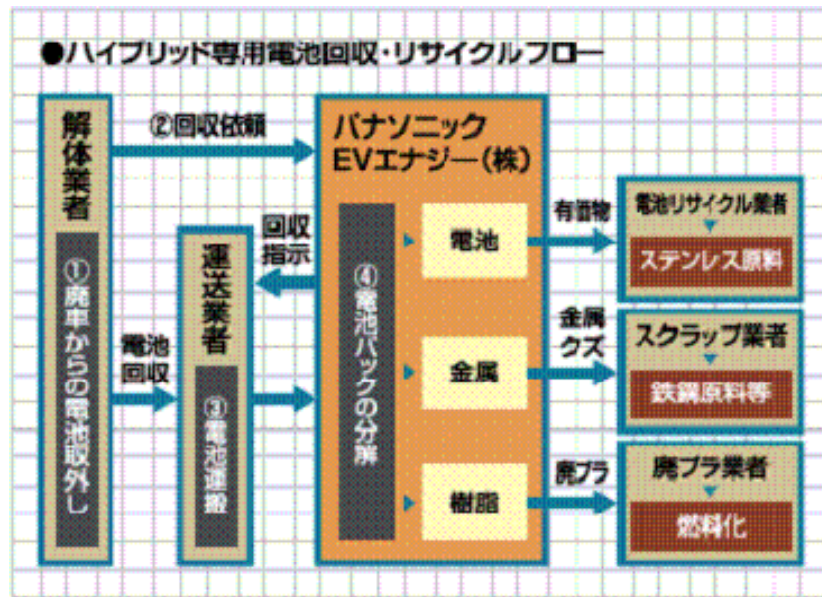 ●ハイブリッド専用電池回収・リサイクルフロー
解体業者
①廃車からの電池取外し
②回収依頼
電池
回収
回収
指示
運送業者
③電池運搬
パナソニック
EVエナジー(株)
④電池パックの分解
電池
金属
樹脂
有価物
電池リサイクル業者
ステンレス原料
金属
クズ
スクラップ業者
鉄鋼原料等
廃プラ
廃プラ業者
燃料化